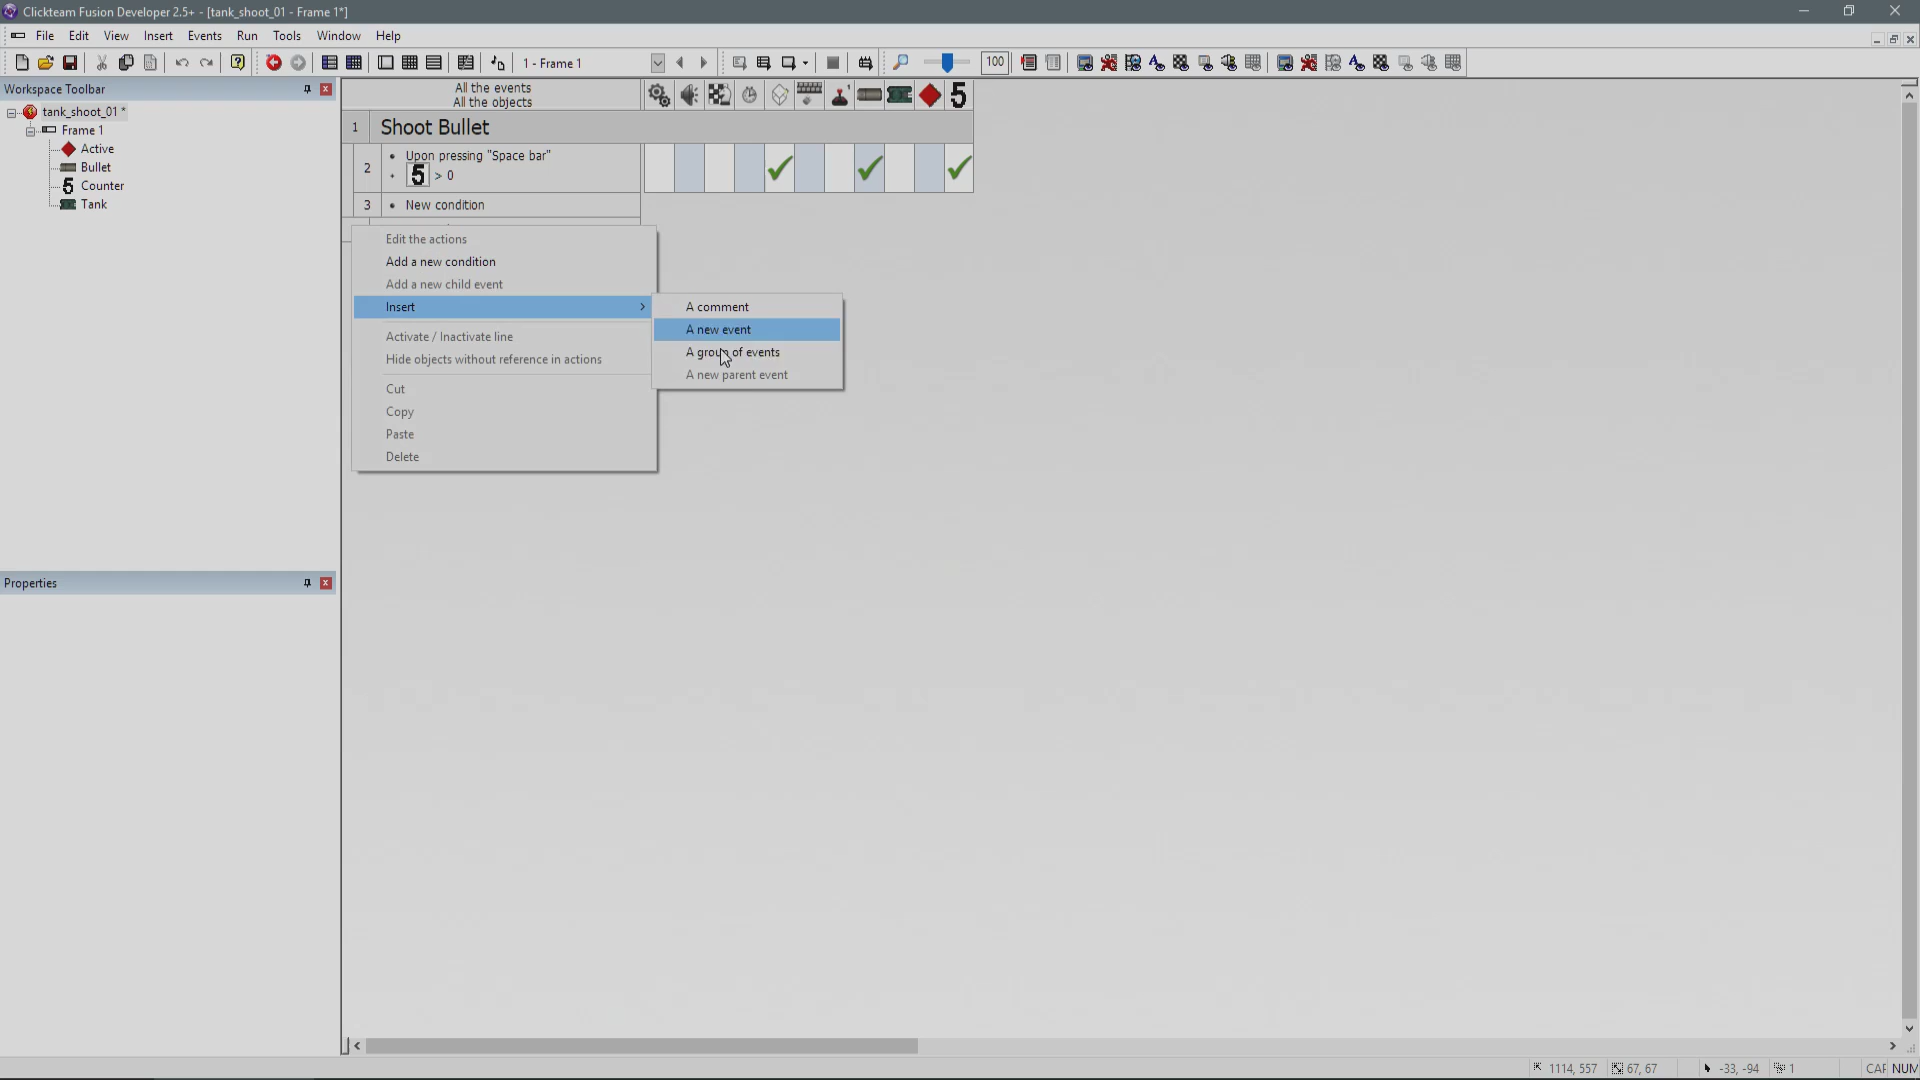 Clickteam Fusion Developer 2.5+ - [tank_shoot_01 - Frame 1*]
File Edit View Insert Events Run Tools Window Help
1 - Frame 1
100
Workspace Toolbar
tank_shoot_01 *
Frame 1
Active
Bullet
5 Counter
Tank
Properties
All the events
All the objects
5
1 Shoot Bullet
2 • Upon pressing "Space bar"
+ 5 > 0
3 • New condition
Edit the actions
Add a new condition
Add a new child event
Insert
Activate / Inactivate line
Hide objects without reference in actions
Cut
Copy
Paste
Delete
A comment
A new event
A group of events
A new parent event
1114, 557 67, 67 -33, -94 1 CAP NUM